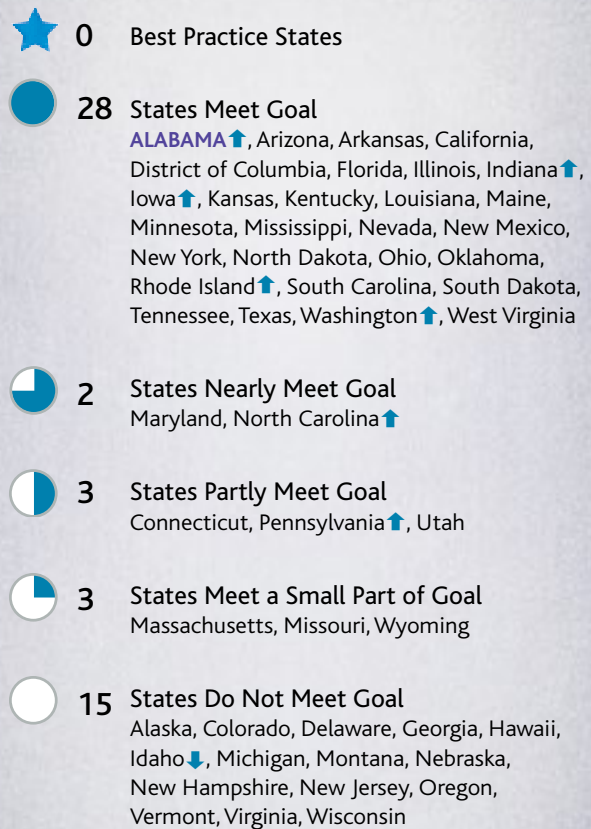 0 Best Practice States
28 States Meet Goal
ALABAMA⬆, Arizona, Arkansas, California,
District of Columbia, Florida, Illinois, Indiana⬆,
Iowa⬆, Kansas, Kentucky, Louisiana, Maine,
Minnesota, Mississippi, Nevada, New Mexico,
New York, North Dakota, Ohio, Oklahoma,
Rhode Island⬆, South Carolina, South Dakota,
Tennessee, Texas, Washington⬆, West Virginia
2 States Nearly Meet Goal
Maryland, North Carolina⬆
3 States Partly Meet Goal
Connecticut, Pennsylvania⬆, Utah
3 States Meet a Small Part of Goal
Massachusetts, Missouri, Wyoming
15 States Do Not Meet Goal
Alaska, Colorado, Delaware, Georgia, Hawaii,
Idaho⬇, Michigan, Montana, Nebraska,
New Hampshire, New Jersey, Oregon,
Vermont, Virginia, Wisconsin